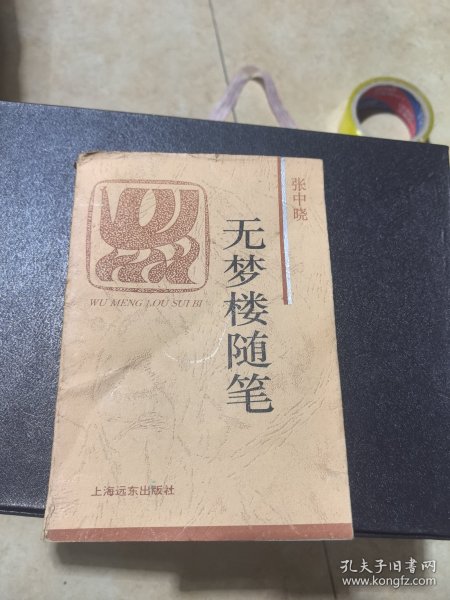 张中晓
无梦楼随笔
WU MENG LOU SUI BI
上海远东出版社
孔夫子旧书网
www.kongfz.com